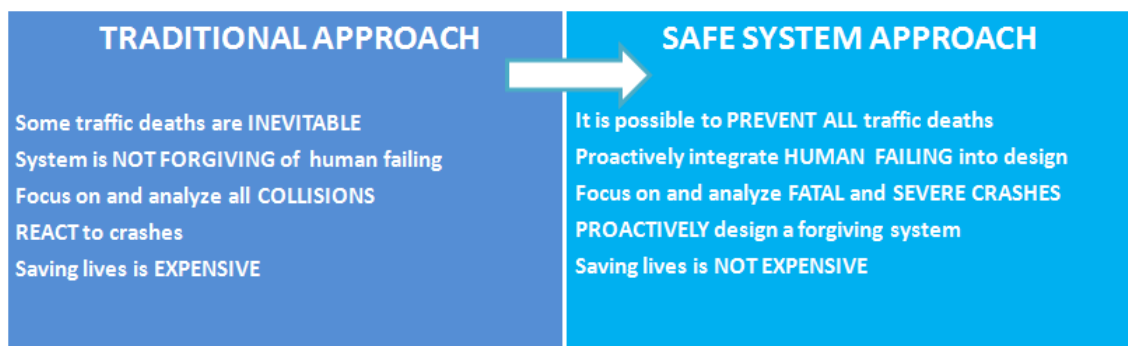 TRADITIONAL APPROACH
Some traffic deaths are INEVITABLE
System is NOT FORGIVING of human failing
Focus on and analyze all COLLISIONS
REACT to crashes
Saving lives is EXPENSIVE
SAFE SYSTEM APPROACH
It is possible to PREVENT ALL traffic deaths
Proactively integrate HUMAN FAILING into design
Focus on and analyze FATAL and SEVERE CRASHES
PROACTIVELY design a forgiving system
Saving lives is NOT EXPENSIVE